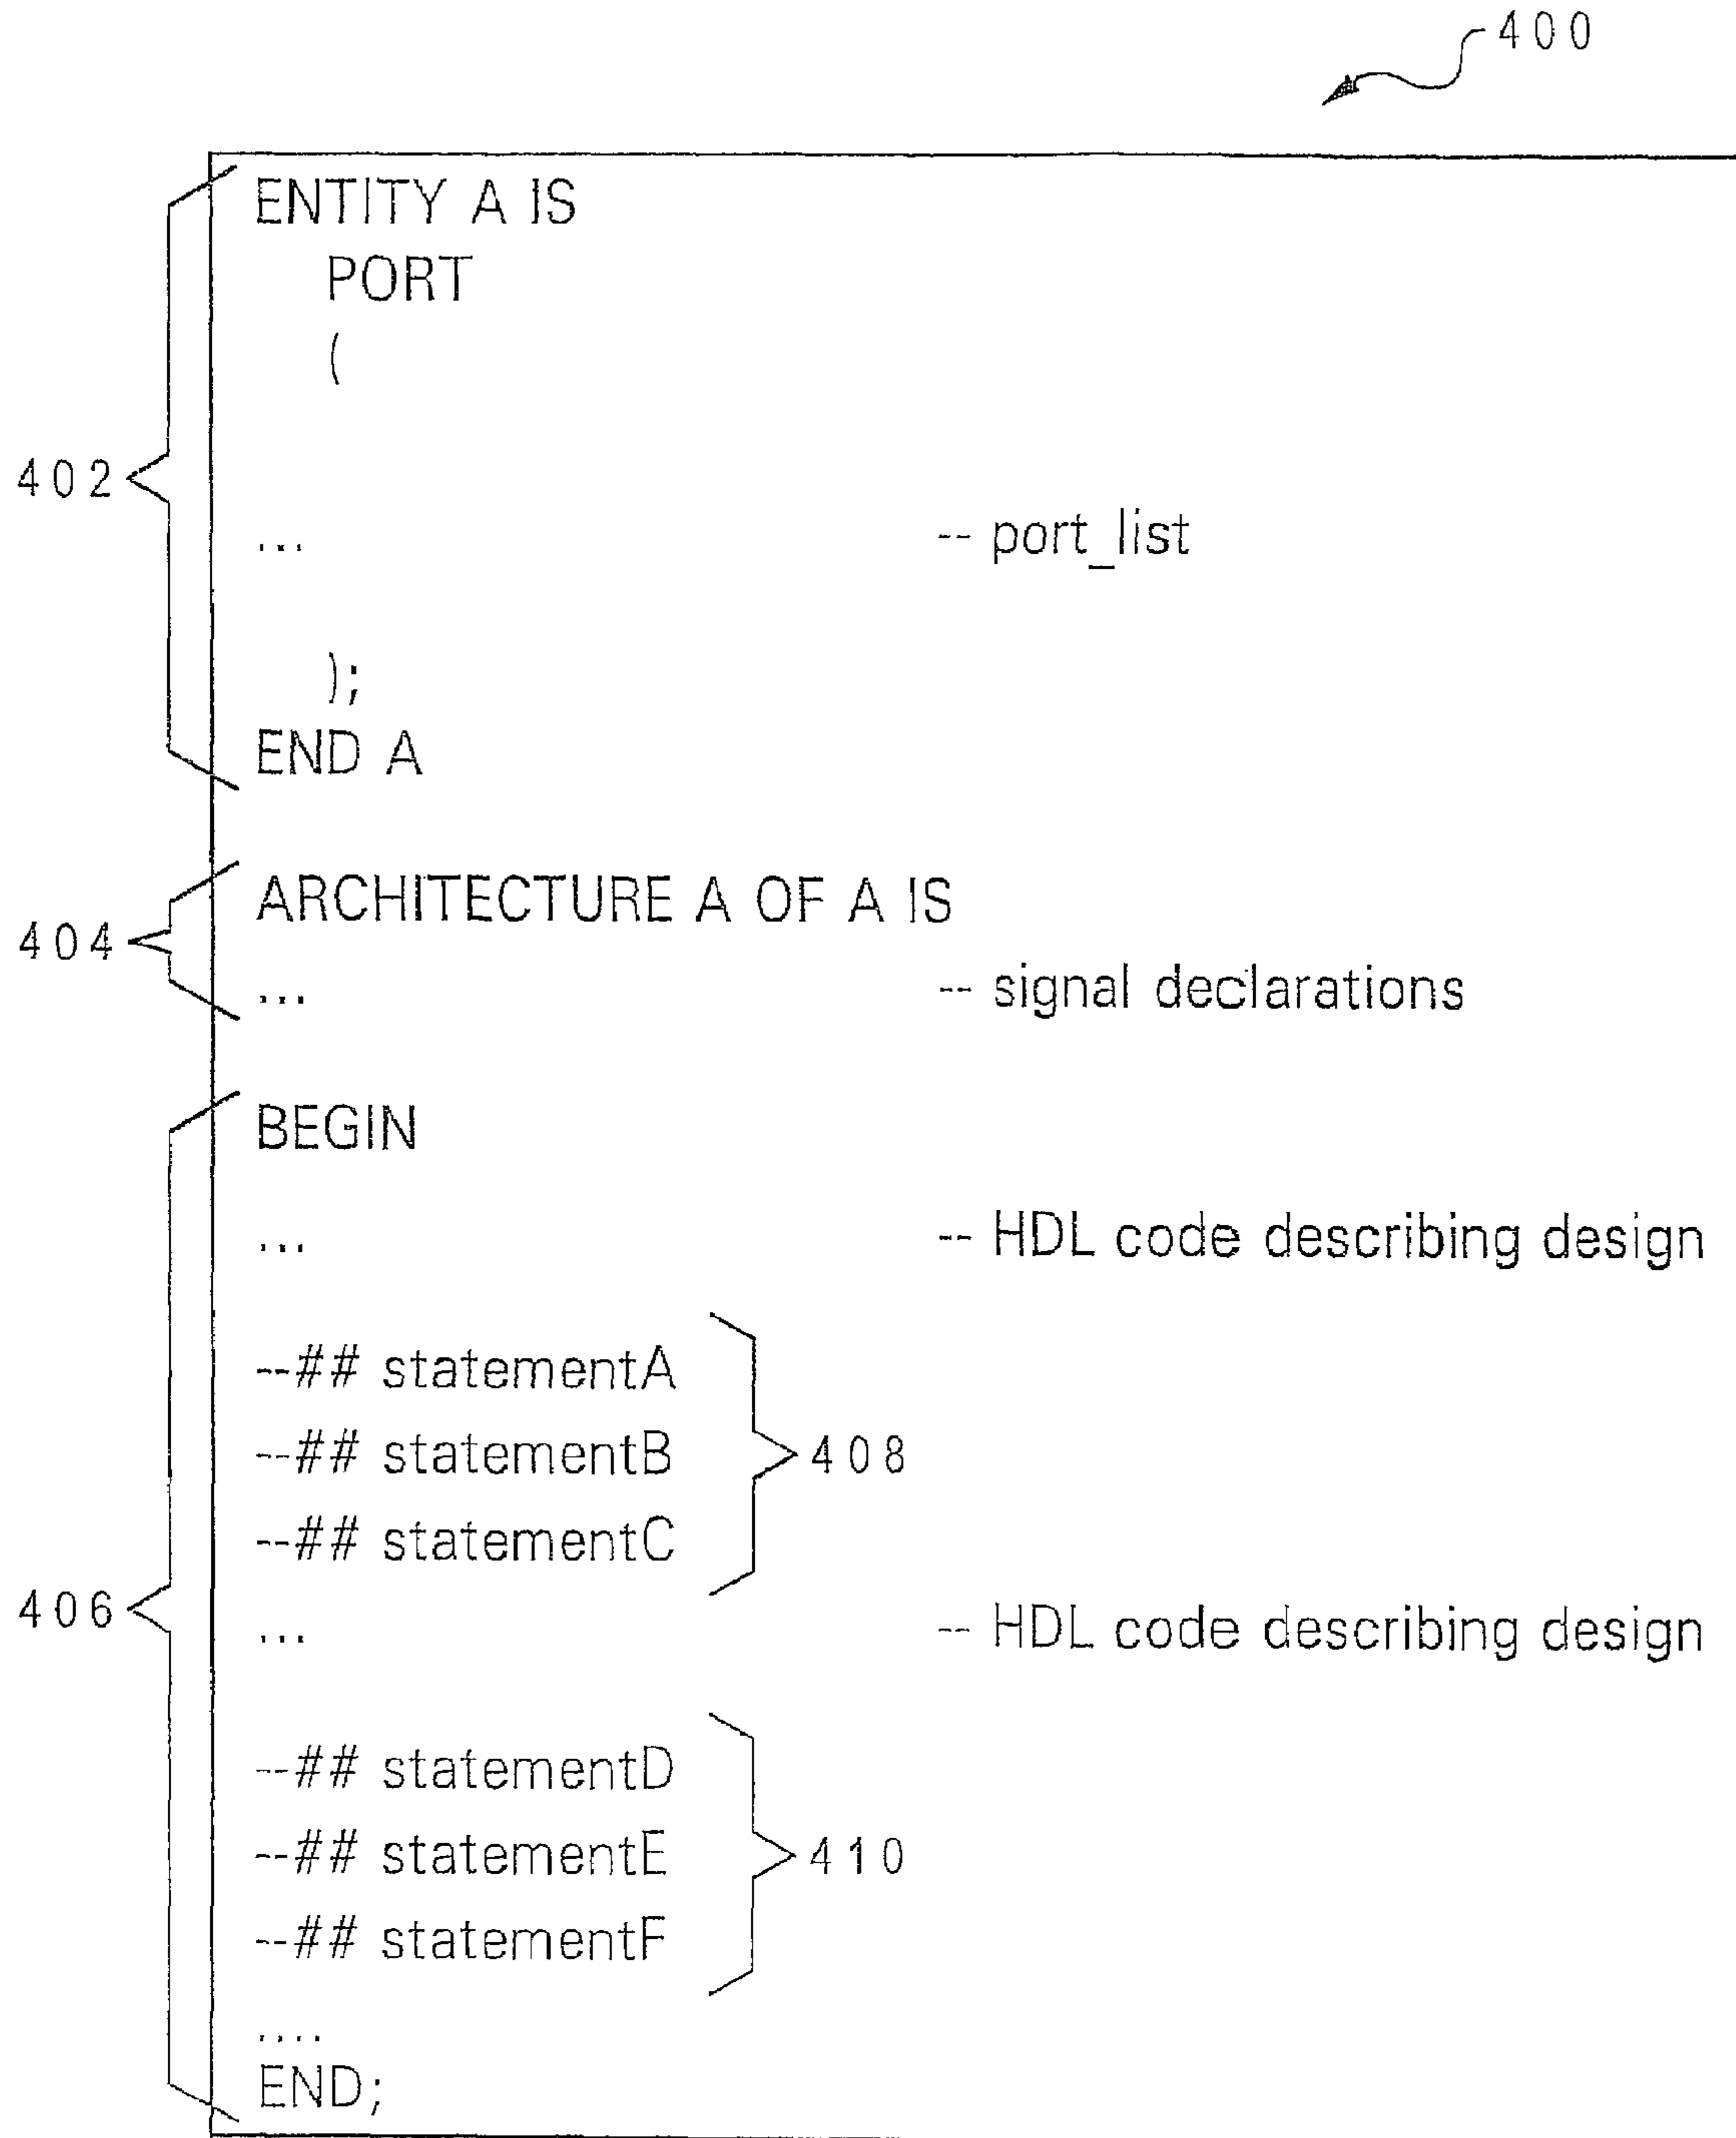 400
ENTITY A IS
PORT
(
402
... -- port_list
);
END A
ARCHITECTURE A OF A IS
404
... -- signal declarations
BEGIN
... -- HDL code describing design
--## statementA
--## statementB 408
--## statementC
406
... -- HDL code describing design
--## statementD
--## statementE 410
--## statementF
....
END;